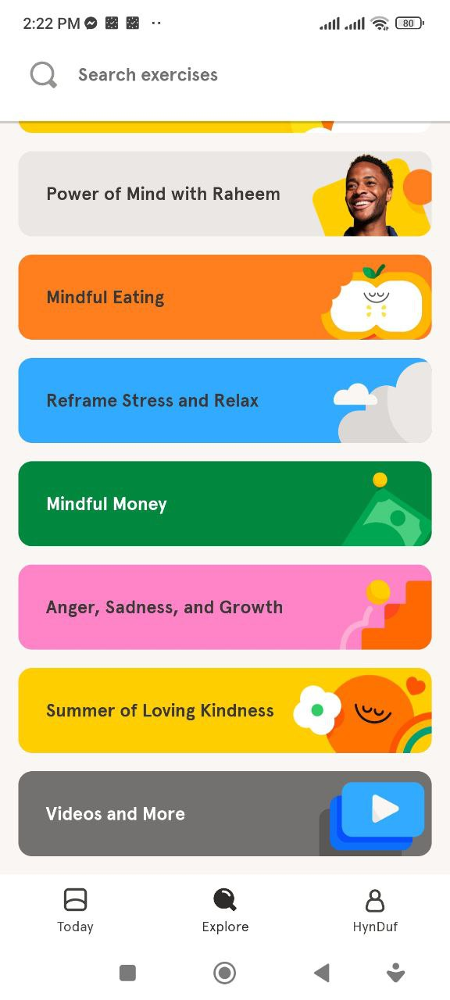 2:22 PM
80
Search exercises
Power of Mind with Raheem
Mindful Eating
Reframe Stress and Relax
Mindful Money
Anger, Sadness, and Growth
Summer of Loving Kindness
Videos and More
Today
Explore
HynDuf